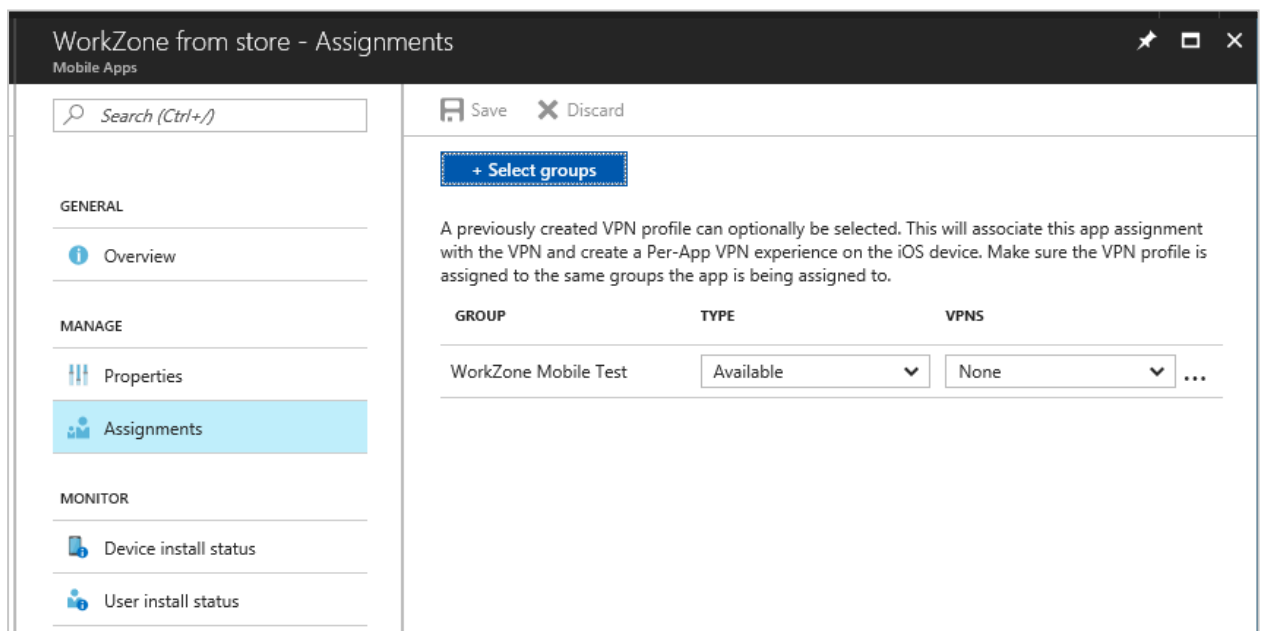 WorkZone from store - Assignments
Mobile Apps
Search (Ctrl+/)
Save Discard
+ Select groups
GENERAL
Overview
A previously created VPN profile can optionally be selected. This will associate this app assignment
with the VPN and create a Per-App VPN experience on the iOS device. Make sure the VPN profile is
assigned to the same groups the app is being assigned to.
GROUP TYPE VPNS
MANAGE
WorkZone Mobile Test Available None ...
Properties
Assignments
MONITOR
Device install status
User install status